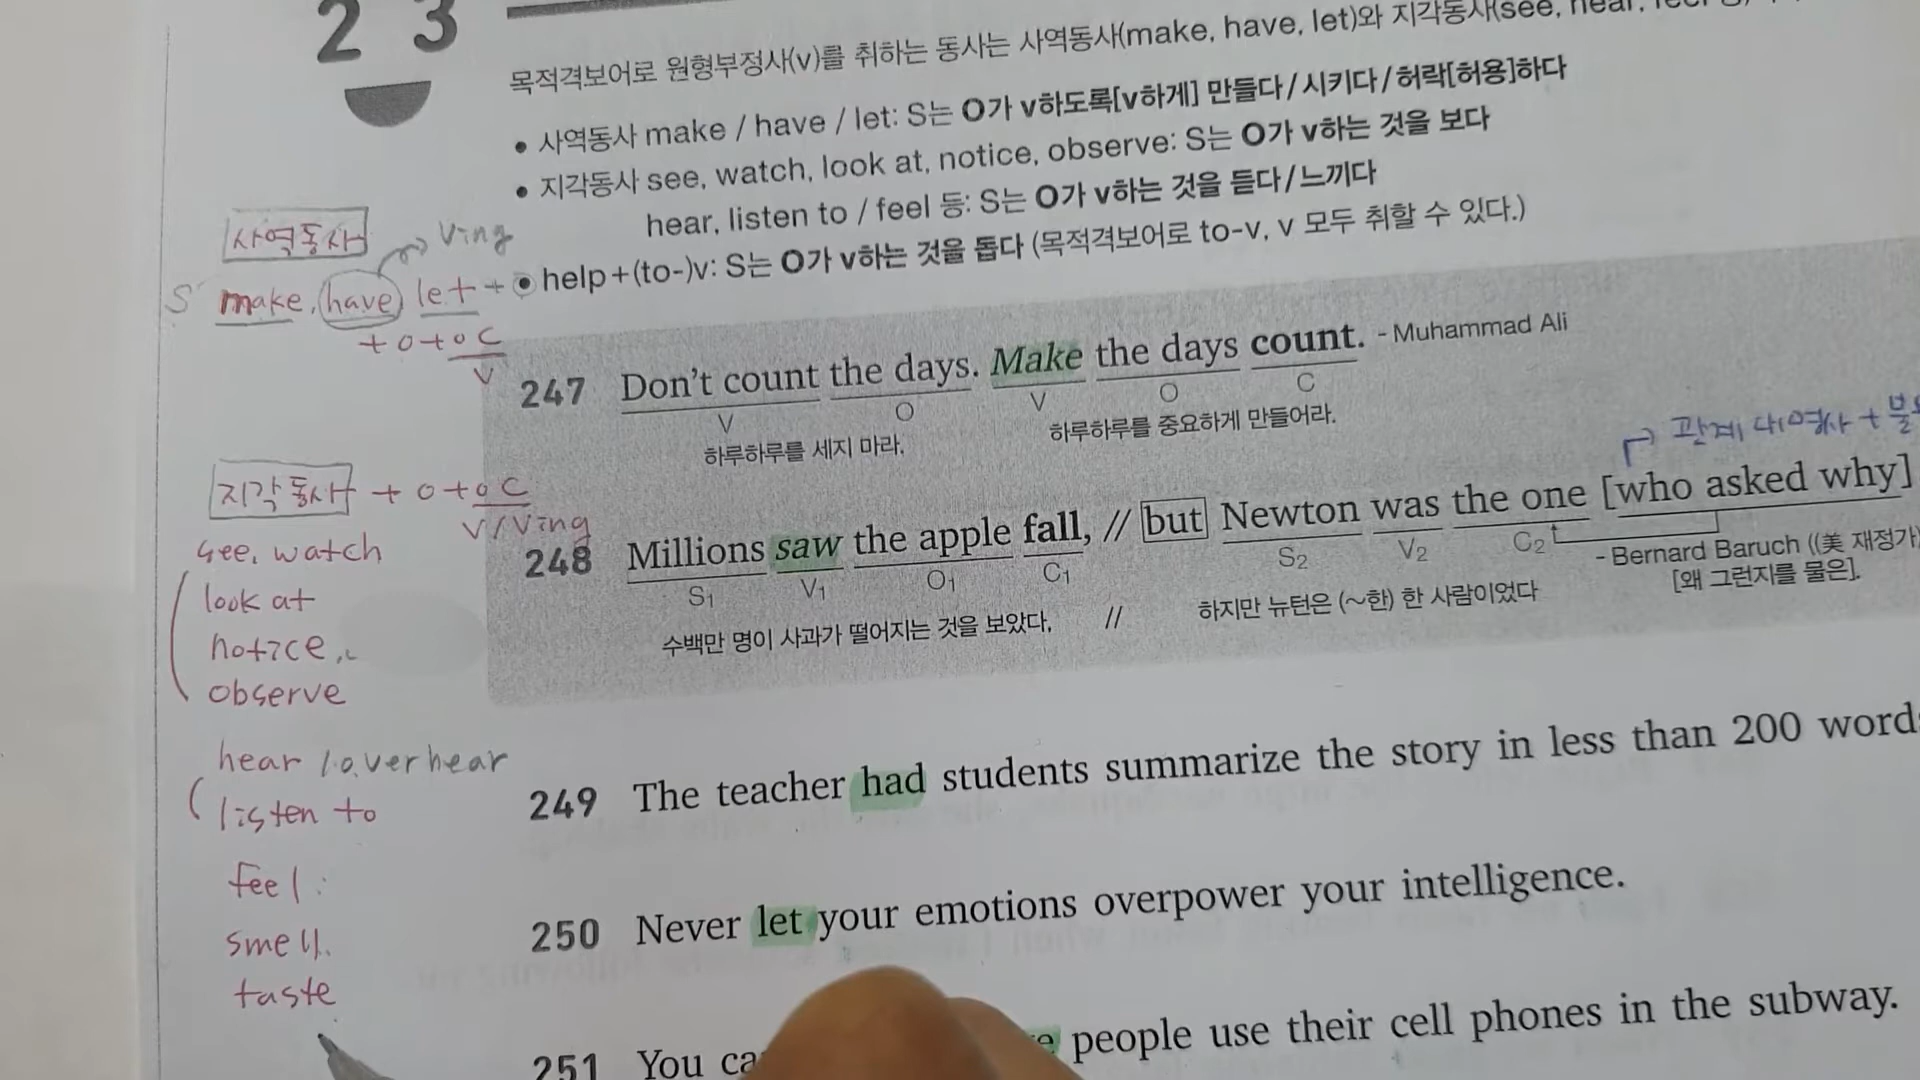 23
목적격보어로 원형부정사(v)를 취하는 동사는 사역동사(make, have, let)와 지각동사(see, hear,
• 사역동사 make / have / let: S는 O가 v하도록[v하게] 만들다/시키다/허락[허용]하다
• 지각동사 see, watch, look at, notice, observe: S는 O가 v하는 것을 보다
hear, listen to / feel 등: S는 O가 v하는 것을 듣다/느끼다
• help+(to-)v: S는 O가 v하는 것을 돕다 (목적격보어로 to-v, v 모두 취할 수 있다.)
사역동사
Ving
S make, have let +
+ o + o c
V
247 Don't count the days. Make the days count. - Muhammad Ali
V O V O C
하루하루를 세지 마라. 하루하루를 중요하게 만들어라.
관계대명사 +
지각동사 + o + o c
V/Ving
see, watch
look at
notice,
observe
hear / overhear
listen to
feel
smell.
taste
248 Millions saw the apple fall, // but Newton was the one [who asked why]
S1 V1 O1 C1 S2 V2 C2
- Bernard Baruch ((美 재정가)
수백만 명이 사과가 떨어지는 것을 보았다, // 하지만 뉴턴은 (~한) 한 사람이었다 [왜 그런지를 물은].
249 The teacher had students summarize the story in less than 200 words
250 Never let your emotions overpower your intelligence.
251 You people use their cell phones in the subway.